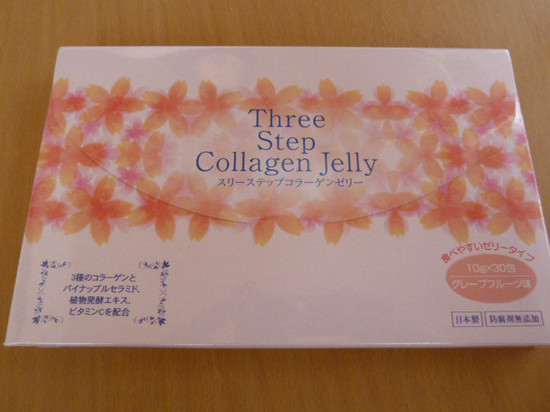 Three
Step
Collagen Jelly
スリーステップコラーゲンゼリー
3種のコラーゲンと
パイナップルセラミド、
植物発酵エキス、
ビタミンCを配合
食べやすいゼリータイプ
10g×30包
グレープフルーツ味
日本製
防腐剤無添加